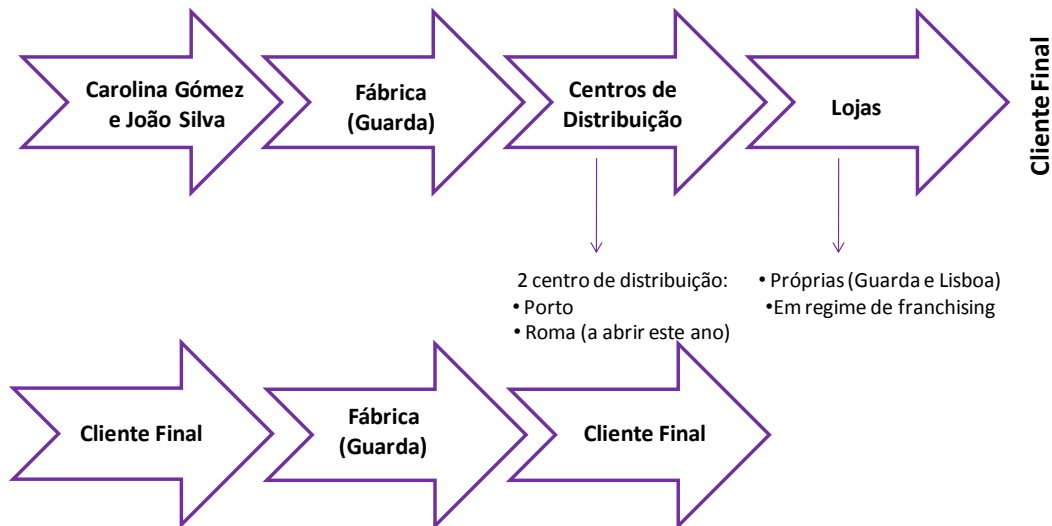 Carolina Gómez
e João Silva
Fábrica
(Guarda)
Centros de
Distribuição
Lojas
Cliente Final
2 centro de distribuição:
• Porto
• Roma (a abrir este ano)
• Próprias (Guarda e Lisboa)
• Em regime de franchising
Cliente Final
Fábrica
(Guarda)
Cliente Final